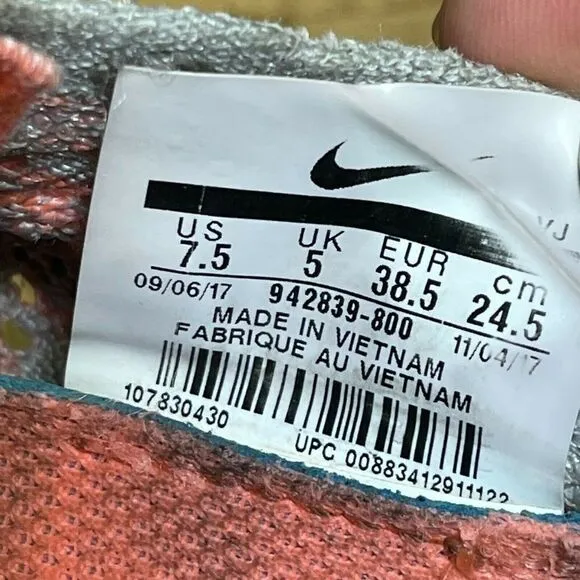 VJ
US UK EUR cm
7.5 5 38.5 24.5
09/06/17 942839-800 11/04/17
MADE IN VIETNAM
FABRIQUE AU VIETNAM
107830430
UPC 00883412911122